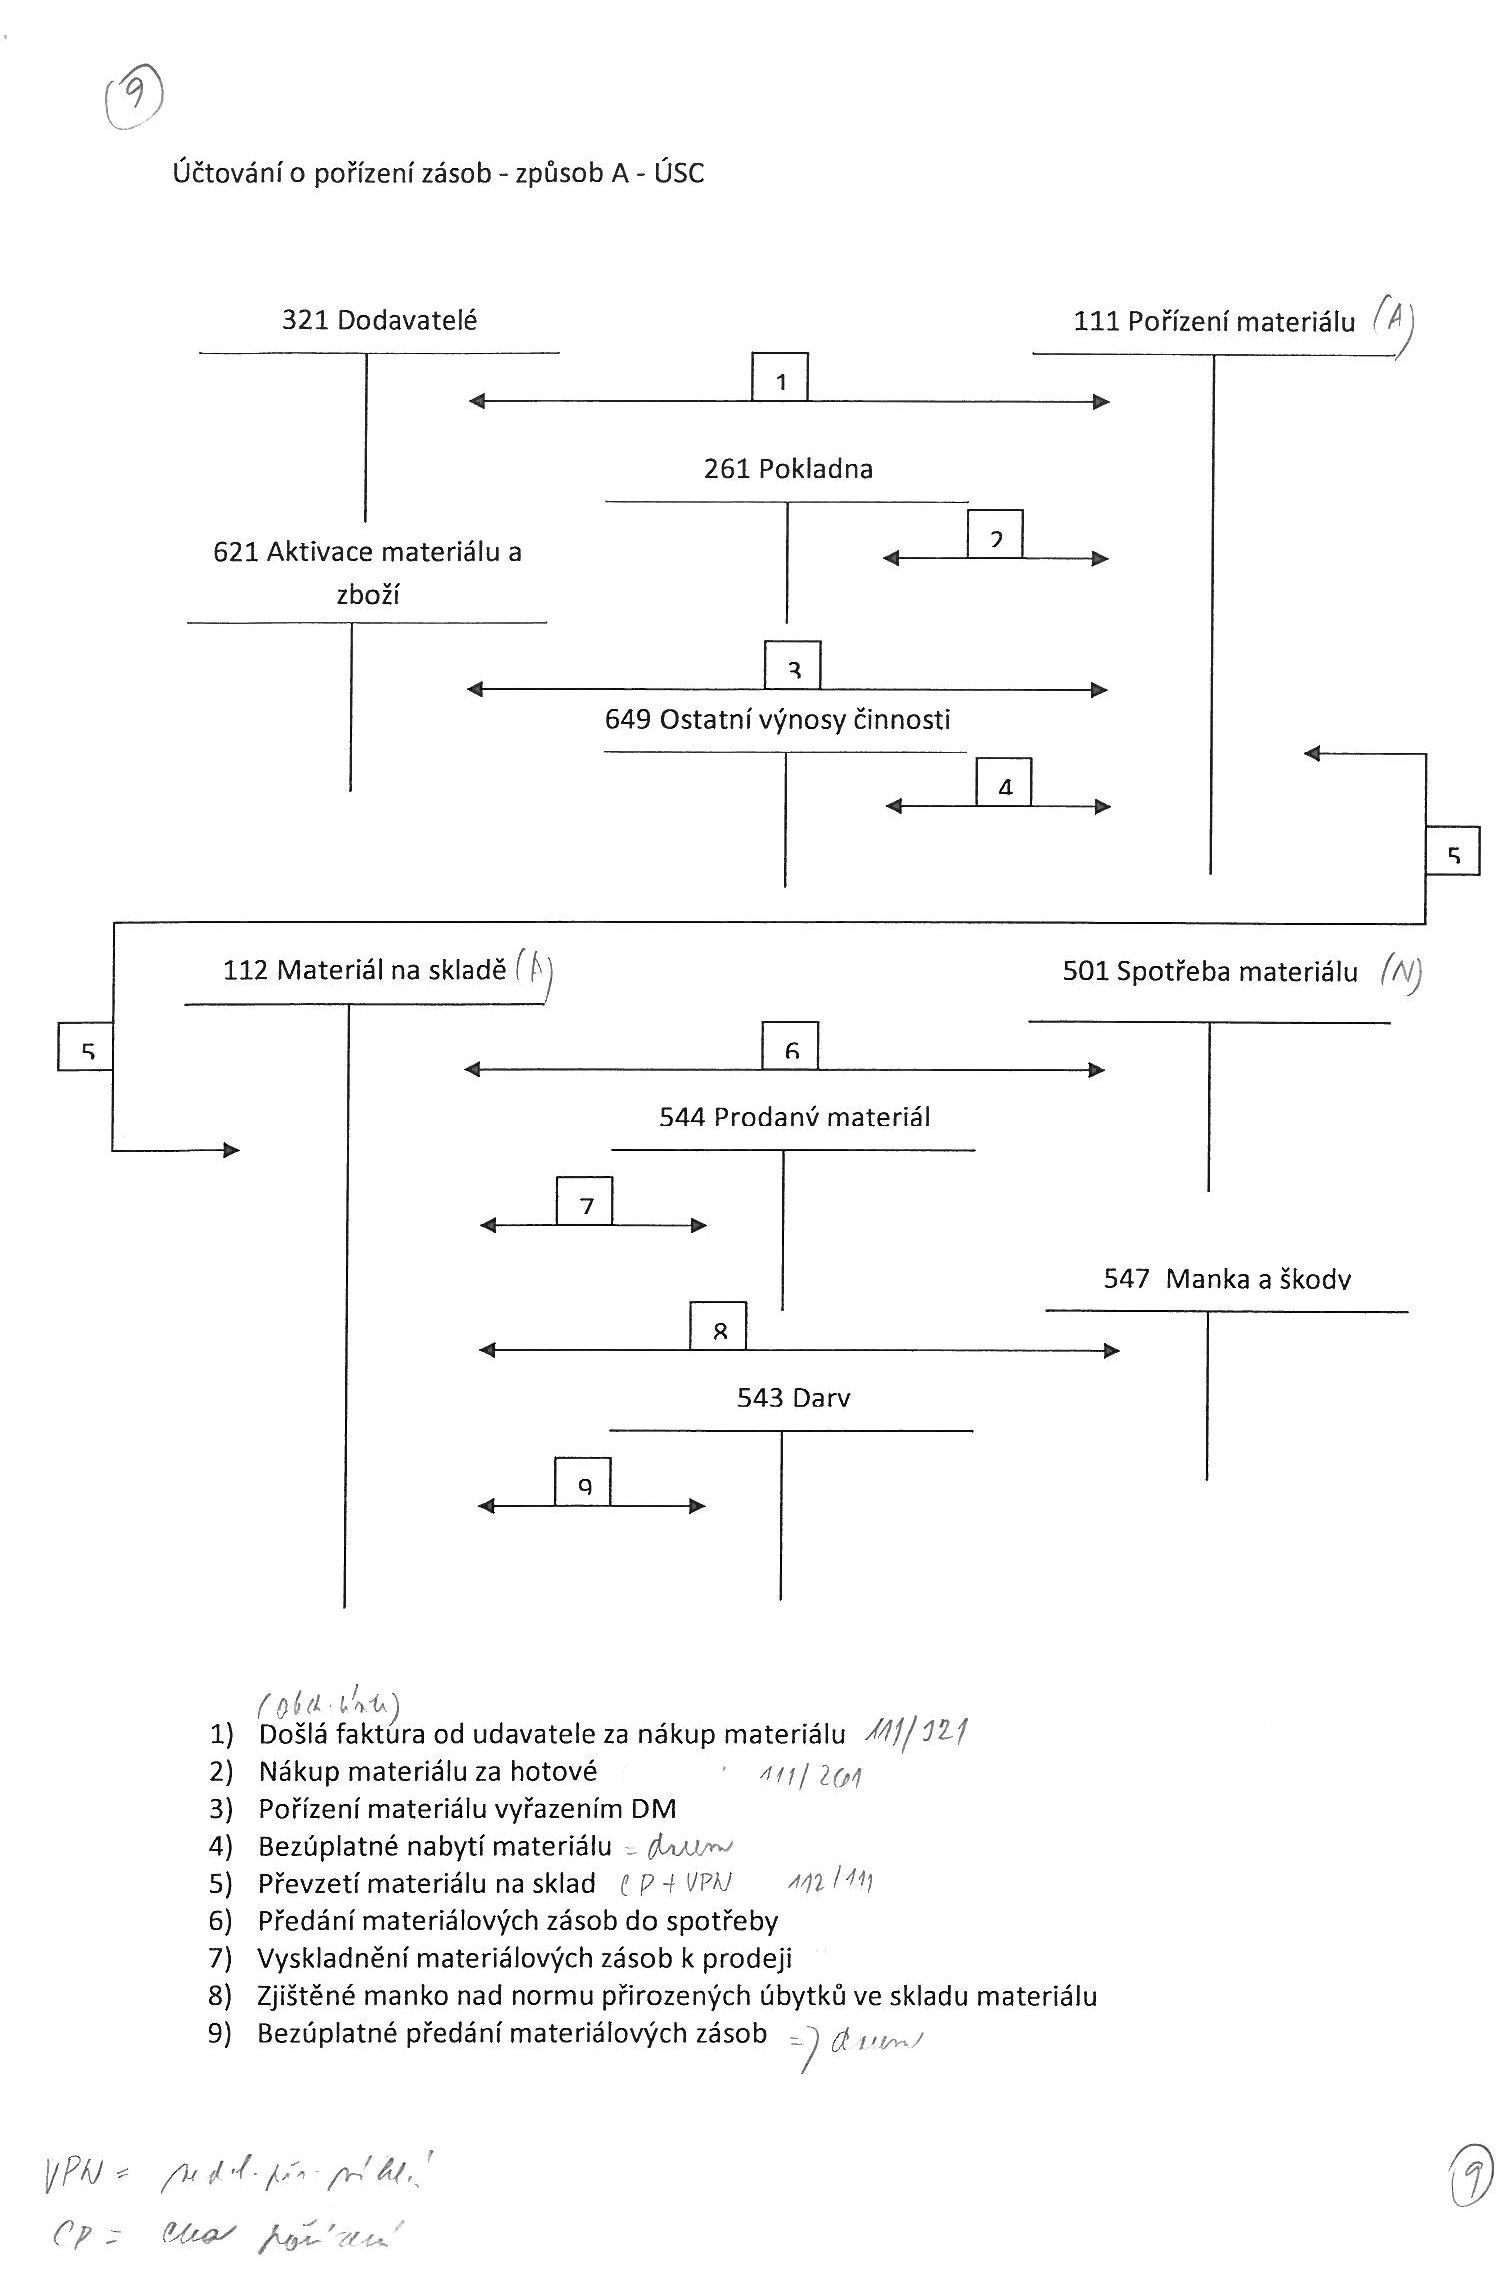 9
Účtování o pořízení zásob - způsob A - ÚSC
321 Dodavatelé
111 Pořízení materiálu (A)
1
261 Pokladna
2
621 Aktivace materiálu a
zboží
3
649 Ostatní výnosy činnosti
4
5
112 Materiál na skladě (A)
501 Spotřeba materiálu (N)
5
6
544 Prodaný materiál
7
547 Manka a škody
8
543 Dary
9
1) Došlá faktura od udavatele za nákup materiálu 111/321
2) Nákup materiálu za hotové 111/261
3) Pořízení materiálu vyřazením DM
4) Bezúplatné nabytí materiálu = darem
5) Převzetí materiálu na sklad CP + VPN 112/111
6) Předání materiálových zásob do spotřeby
7) Vyskladnění materiálových zásob k prodeji
8) Zjištěné manko nad normu přirozených úbytků ve skladu materiálu
9) Bezúplatné předání materiálových zásob => darem
VPN =
CP = cena pořízení
9